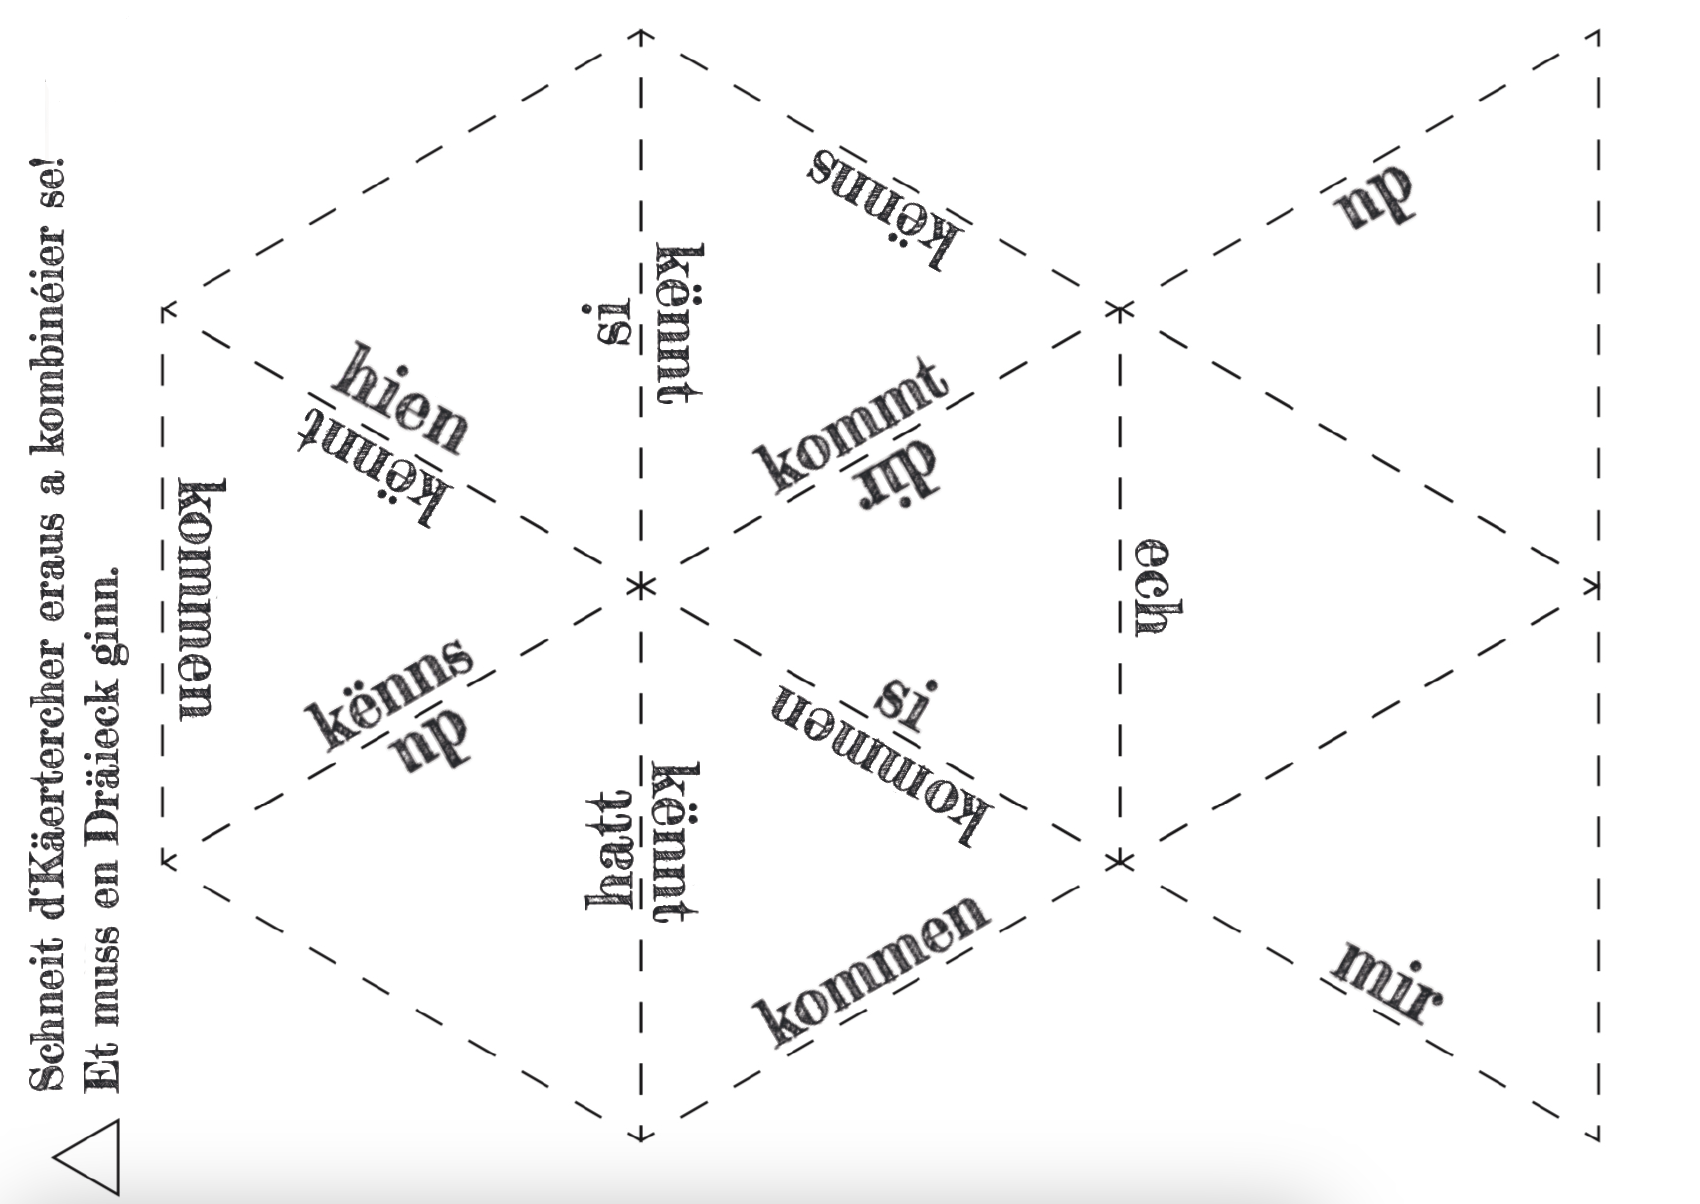 Schneit d'Käertercher eraus a kombinéier se!
Et muss en Dräieck ginn.
kommen
hien
kënnt
kënns
du
si
kënnt
hatt
kënnt
kënns
kommt
dir
si
kommen
kommen
ech
du
mir